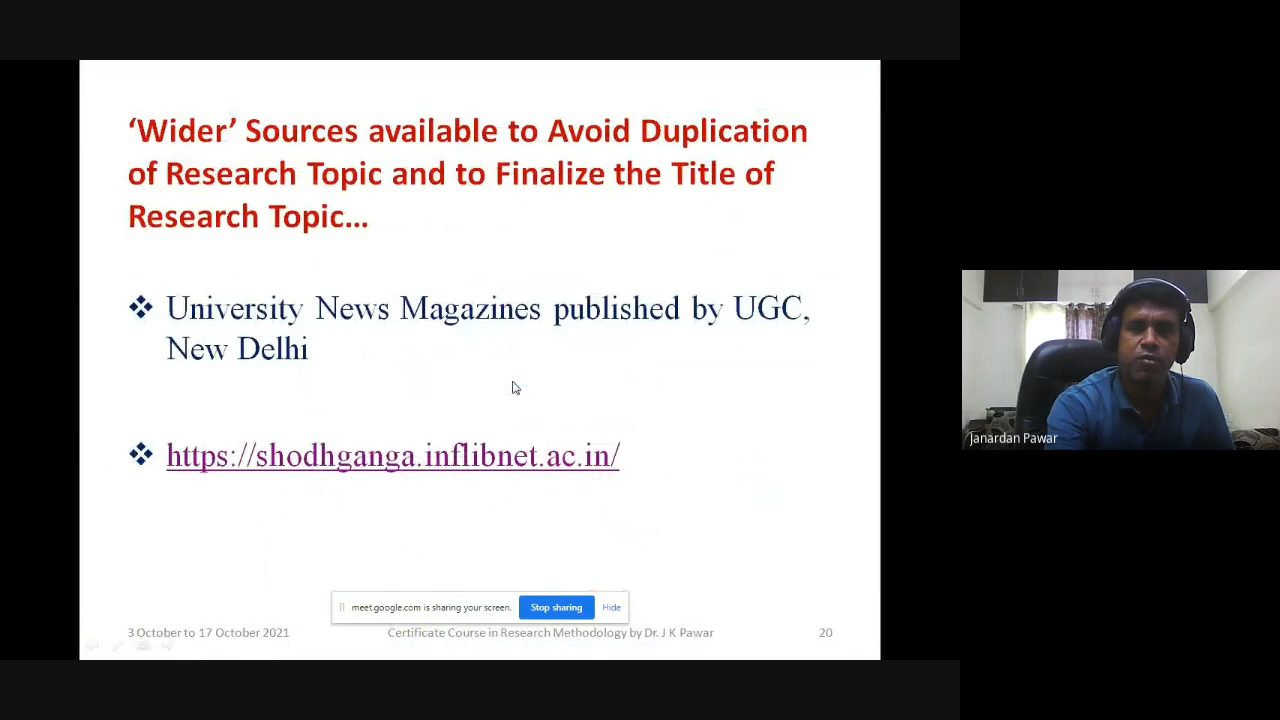 ‘Wider’ Sources available to Avoid Duplication
of Research Topic and to Finalize the Title of
Research Topic...
❖ University News Magazines published by UGC,
New Delhi
❖ https://shodhganga.inflibnet.ac.in/
Janardan Pawar
meet.google.com is sharing your screen. Stop sharing Hide
3 October to 17 October 2021 Certificate Course in Research Methodology by Dr. J K Pawar 20